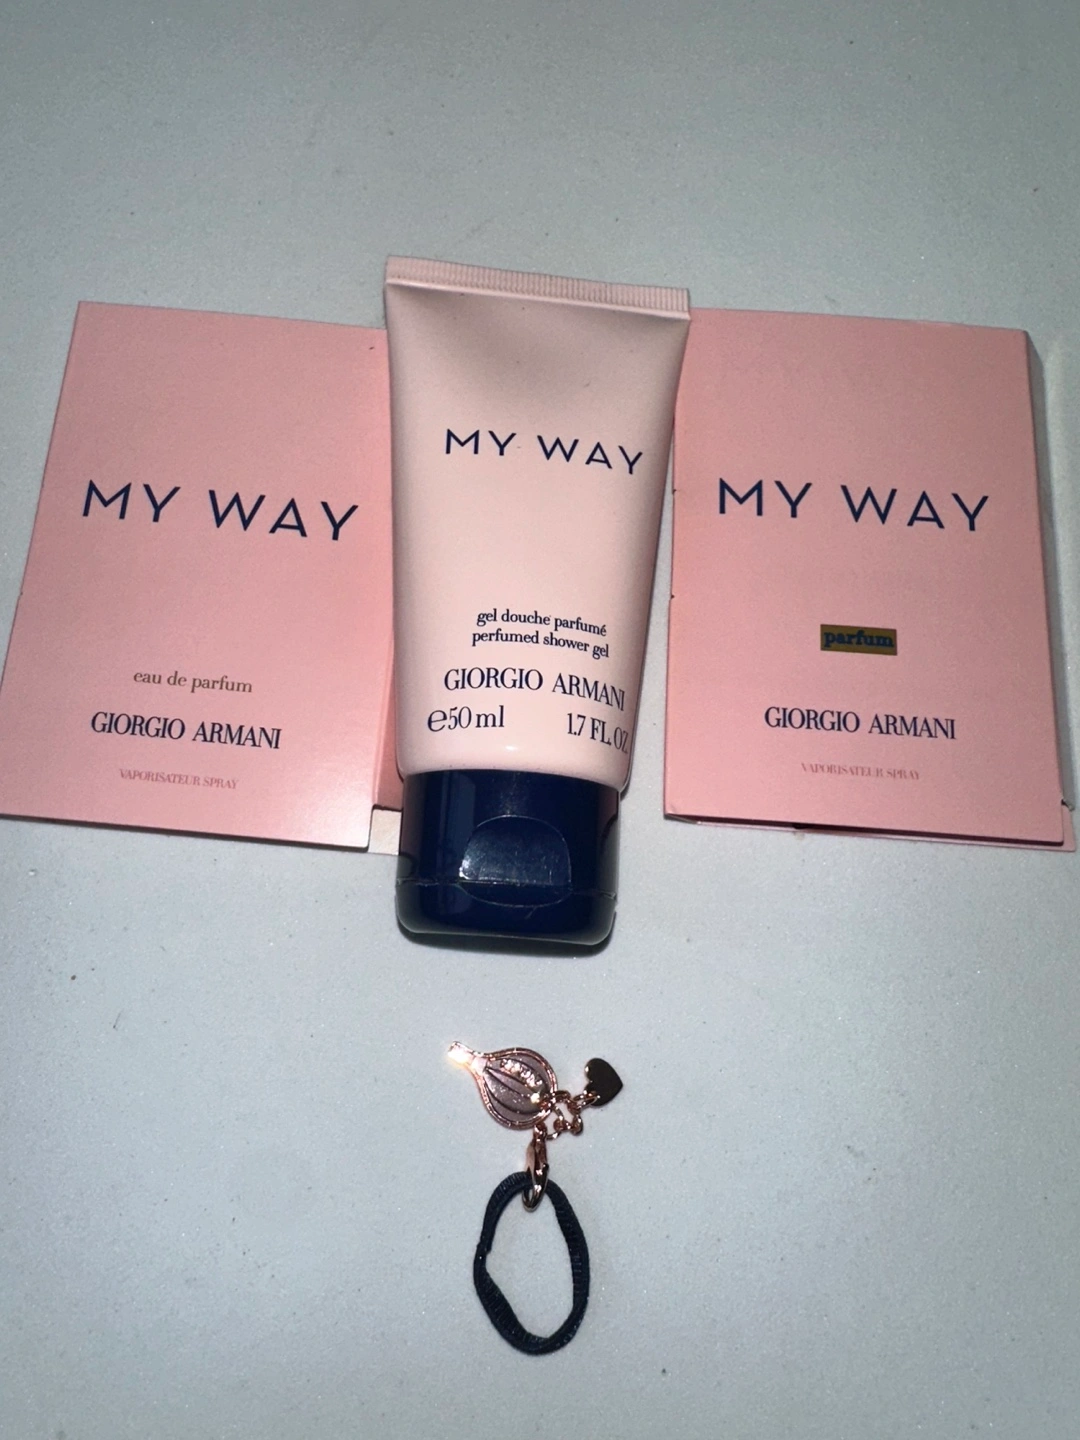 MY WAY
eau de parfum
GIORGIO ARMANI
VAPORISATEUR SPRAY
MY WAY
gel douche parfumé
perfumed shower gel
GIORGIO ARMANI
℮50 ml 1.7 FL. OZ.
MY WAY
parfum
GIORGIO ARMANI
VAPORISATEUR SPRAY